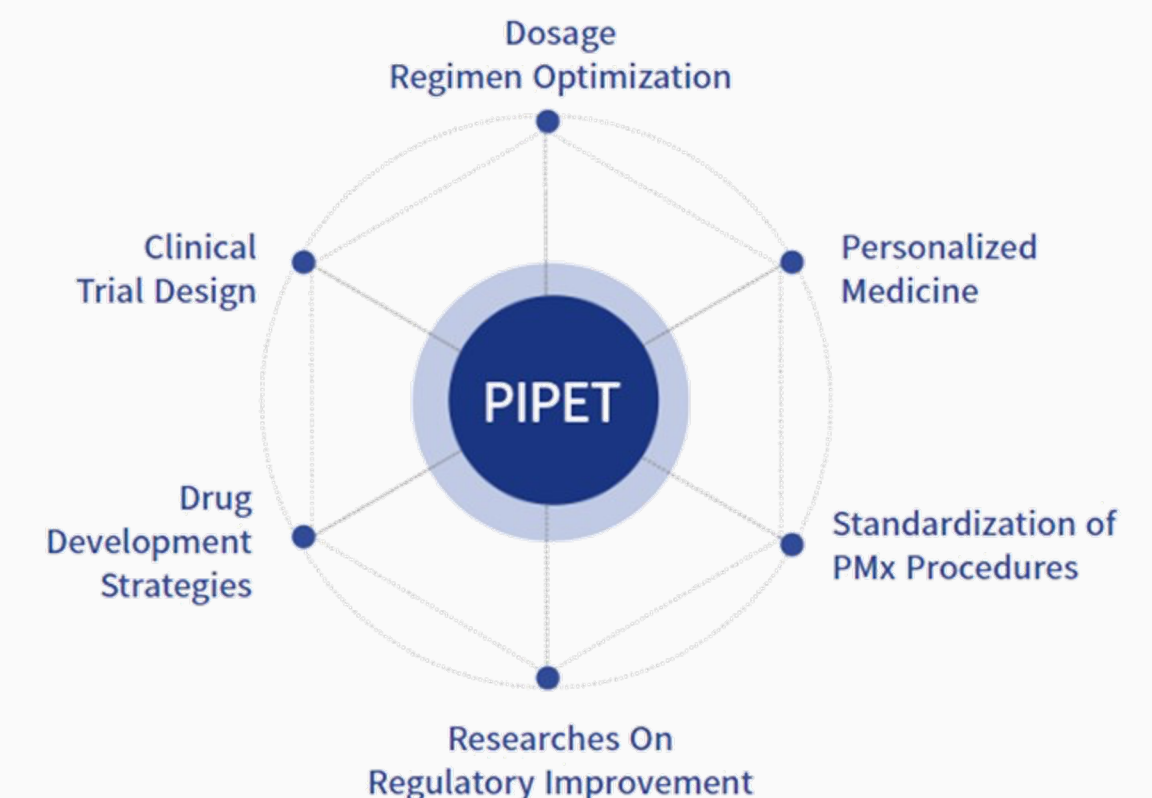 Dosage
Regimen Optimization
Clinical
Trial Design
Personalized
Medicine
PIPET
Drug
Development
Strategies
Standardization of
PMx Procedures
Researches On
Regulatory Improvement